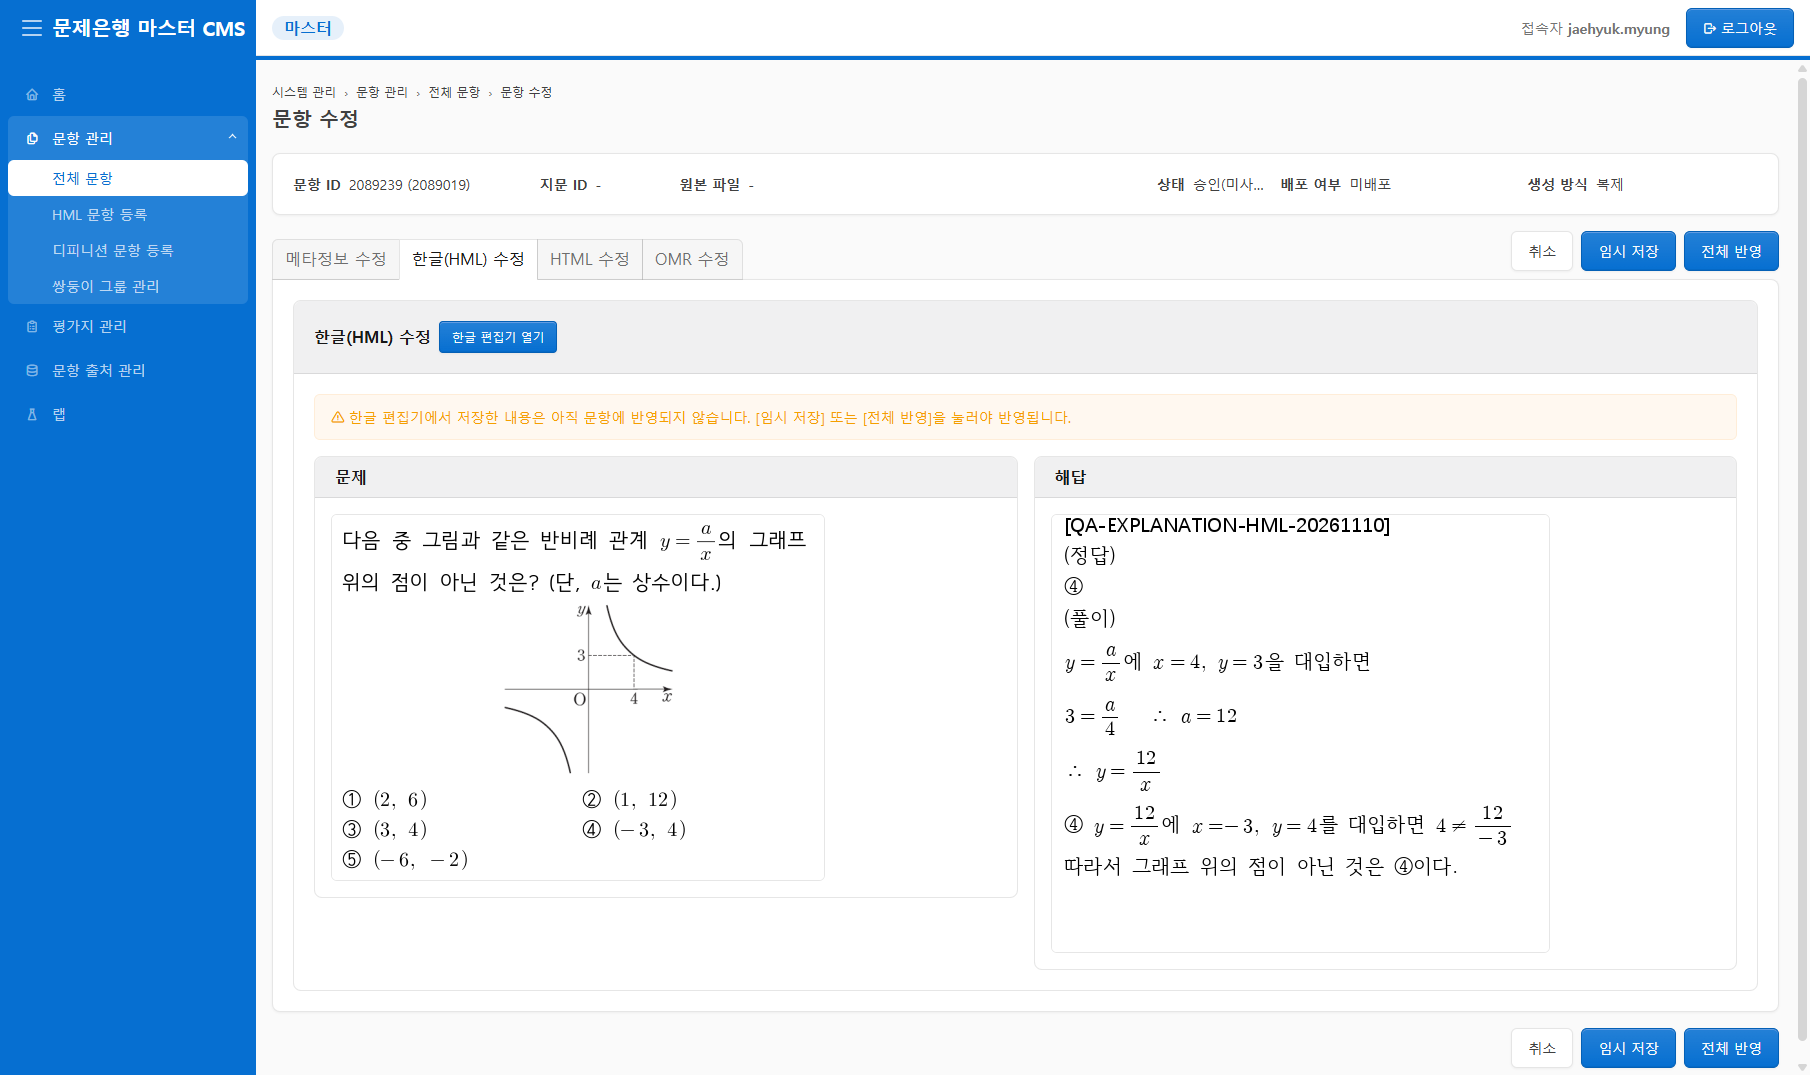 문제은행 마스터 CMS
마스터
접속자 jaehyuk.myung
로그아웃
홈
문항 관리
전체 문항
HML 문항 등록
디피니션 문항 등록
쌍둥이 그룹 관리
평가지 관리
문항 출처 관리
랩
시스템 관리 › 문항 관리 › 전체 문항 › 문항 수정
문항 수정
문항 ID 2089239 (2089019) 지문 ID - 원본 파일 - 상태 승인(미사... 배포 여부 미배포 생성 방식 복제
메타정보 수정 한글(HML) 수정 HTML 수정 OMR 수정
취소 임시 저장 전체 반영
한글(HML) 수정 한글 편집기 열기
한글 편집기에서 저장한 내용은 아직 문항에 반영되지 않습니다. [임시 저장] 또는 [전체 반영]을 눌러야 반영됩니다.
문제
다음 중 그림과 같은 반비례 관계 y = a/x의 그래프
위의 점이 아닌 것은? (단, a는 상수이다.)
y
3
O 4 x
① (2, 6) ② (1, 12)
③ (3, 4) ④ (−3, 4)
⑤ (−6, −2)
해답
[QA-EXPLANATION-HML-20261110]
(정답)
④
(풀이)
y = a/x에 x = 4, y = 3을 대입하면
3 = a/4 ∴ a = 12
∴ y = 12/x
④ y = 12/x에 x = −3, y = 4를 대입하면 4 ≠ 12/−3
따라서 그래프 위의 점이 아닌 것은 ④이다.
취소 임시 저장 전체 반영